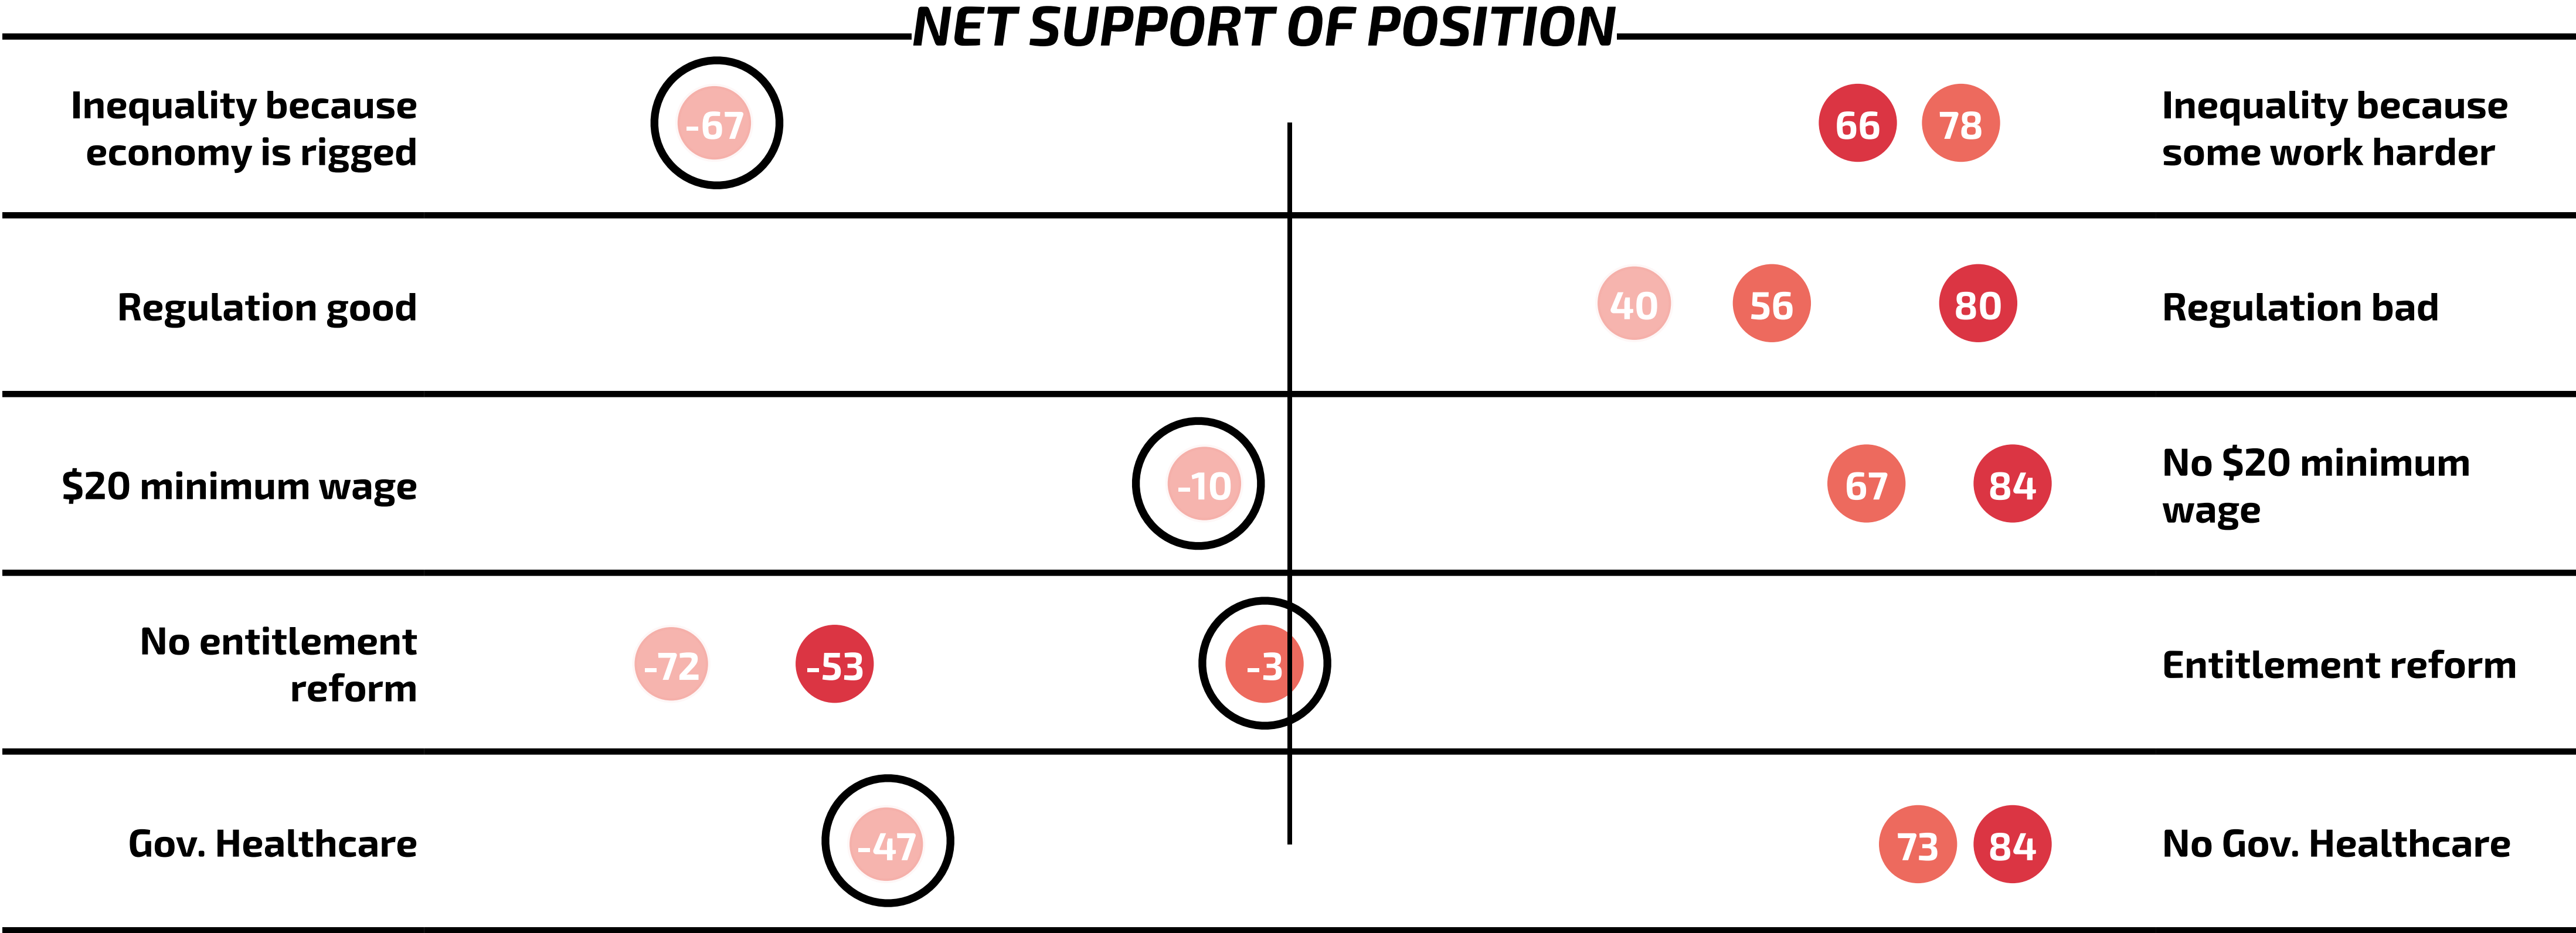 NET SUPPORT OF POSITION
Inequality because
economy is rigged
-67
66
78
Inequality because
some work harder
Regulation good
40
56
80
Regulation bad
$20 minimum wage
-10
67
84
No $20 minimum
wage
No entitlement
reform
-72
-53
-3
Entitlement reform
Gov. Healthcare
-47
73
84
No Gov. Healthcare